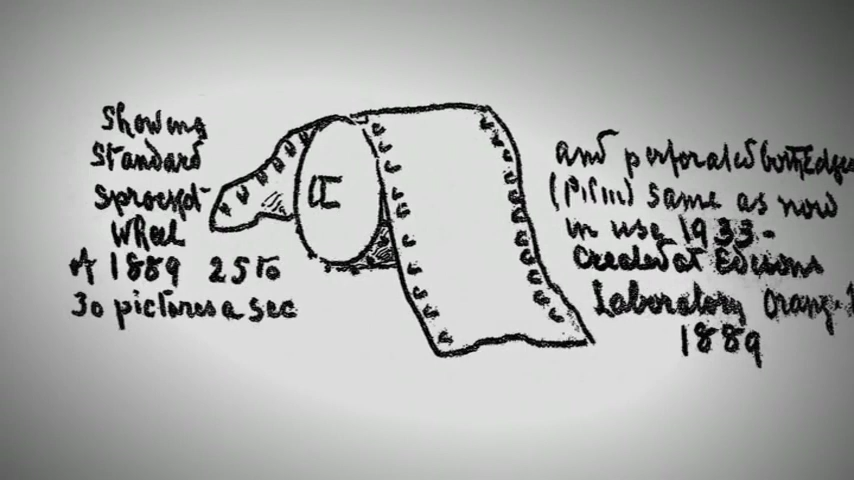 Showing
Standard
Sprocket
Wheel
A 1889 25 to
30 pictures a sec
and perforated both Edges
(Film) same as now
in use 1933-
Created at Edisons
Laboratory Orange
1889